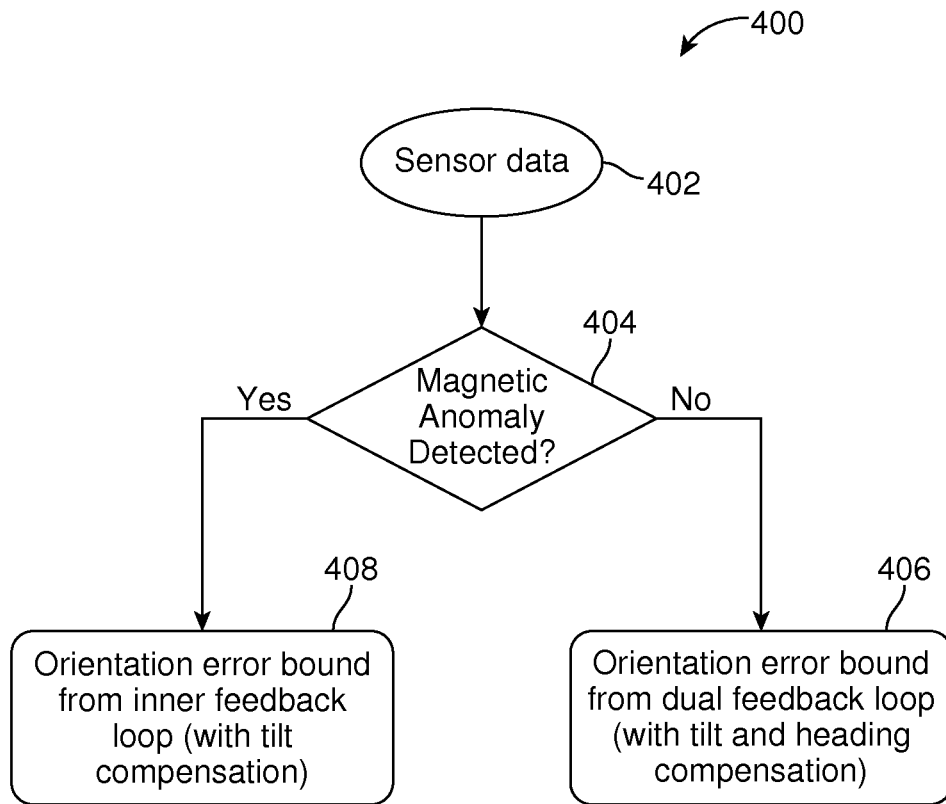 400
Sensor data
402
404
Magnetic
Anomaly
Detected?
Yes
No
408
Orientation error bound
from inner feedback
loop (with tilt
compensation)
406
Orientation error bound
from dual feedback loop
(with tilt and heading
compensation)